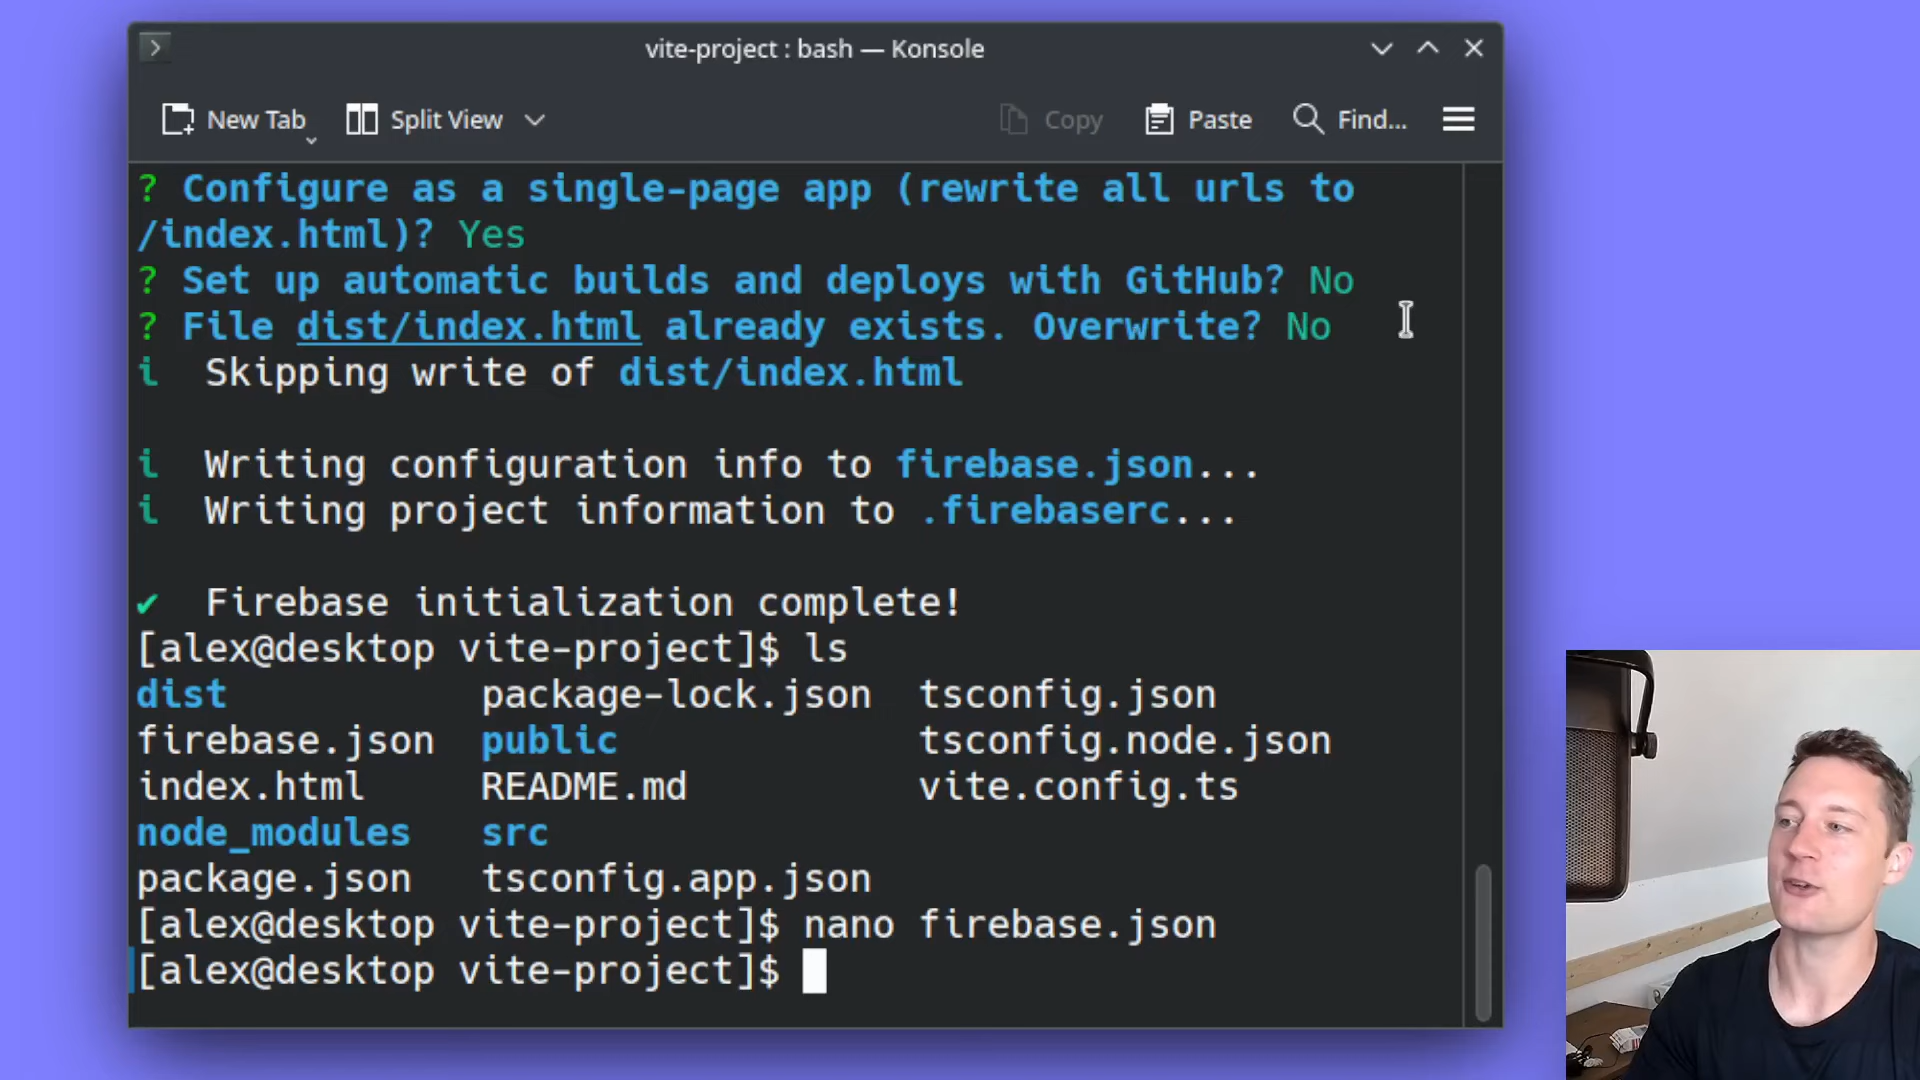 vite-project : bash — Konsole
New Tab Split View Copy Paste Find...
? Configure as a single-page app (rewrite all urls to
/index.html)? Yes
? Set up automatic builds and deploys with GitHub? No
? File dist/index.html already exists. Overwrite? No
i  Skipping write of dist/index.html
i  Writing configuration info to firebase.json...
i  Writing project information to .firebaserc...
✔  Firebase initialization complete!
[alex@desktop vite-project]$ ls
dist package-lock.json tsconfig.json
firebase.json public tsconfig.node.json
index.html README.md vite.config.ts
node_modules src
package.json tsconfig.app.json
[alex@desktop vite-project]$ nano firebase.json
[alex@desktop vite-project]$